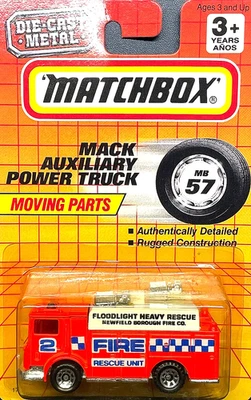 Ages 3 and Up
DIE-CAST
METAL
3+
YEARS
AÑOS
MATCHBOX®
MACK
AUXILIARY
POWER TRUCK
MB
57
MOVING PARTS
• Authentically Detailed
• Rugged Construction
FLOODLIGHT HEAVY RESCUE
NEWFIELD BOROUGH FIRE CO.
2 FIRE
RESCUE UNIT